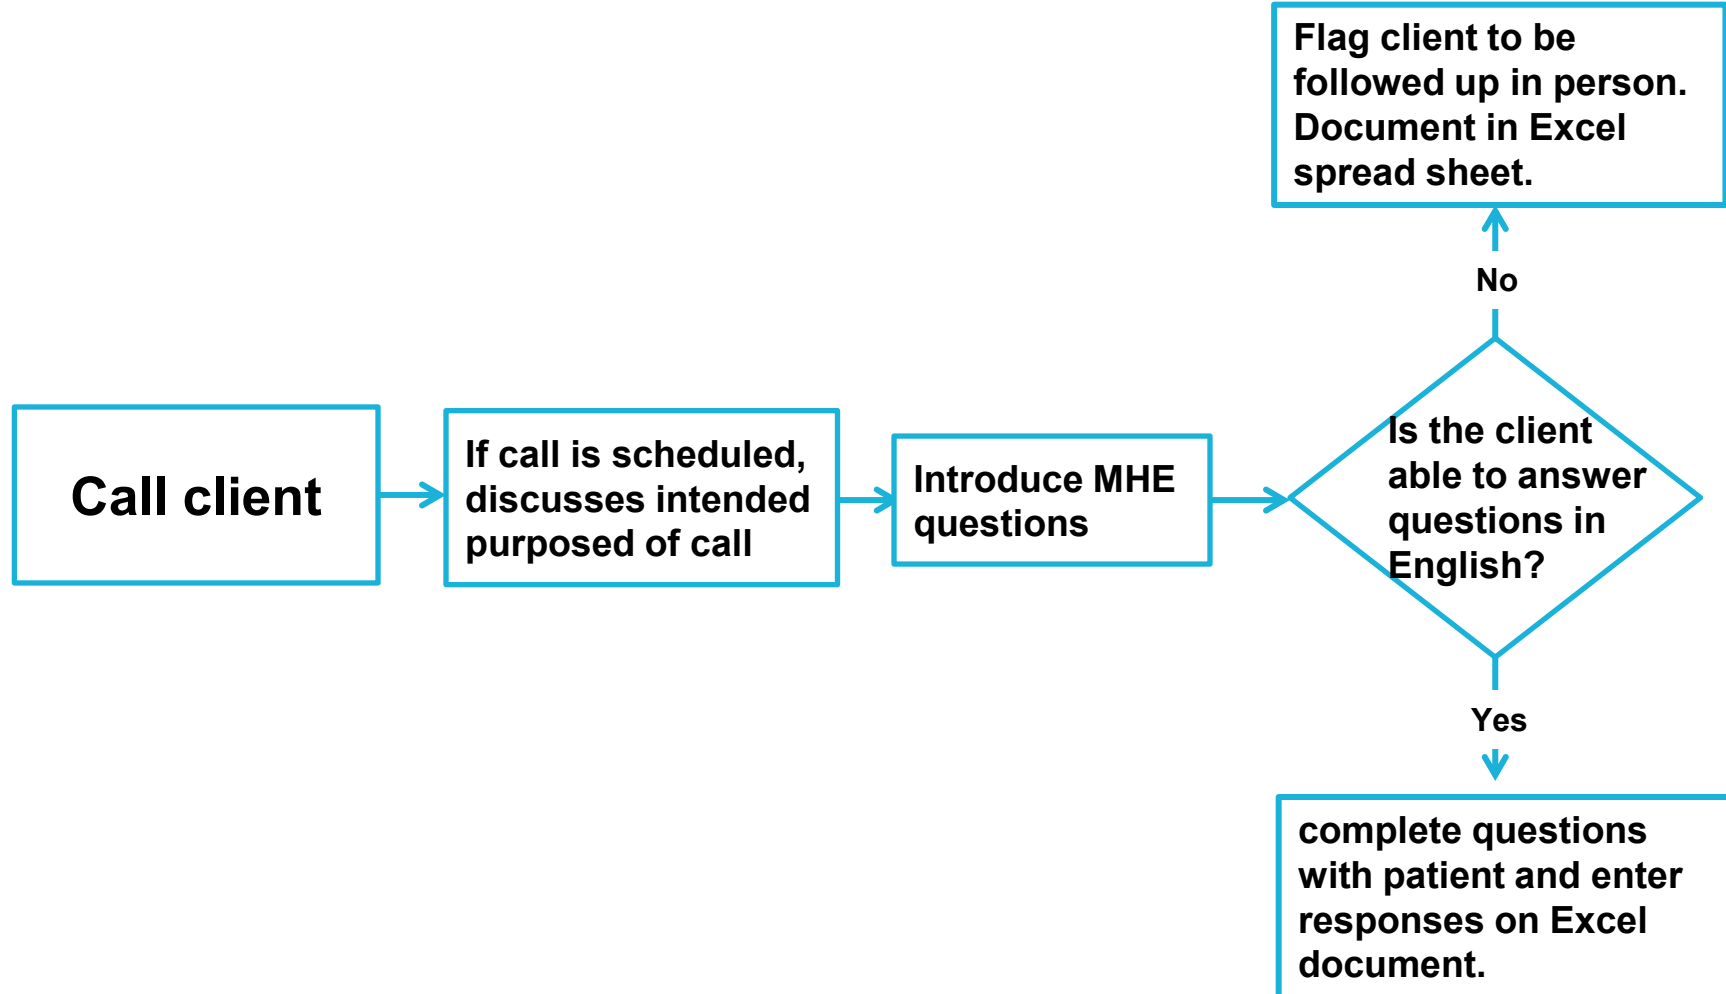 Flag client to be
followed up in person.
Document in Excel
spread sheet.
No
Call client
If call is scheduled,
discusses intended
purposed of call
Introduce MHE
questions
Is the client
able to answer
questions in
English?
Yes
complete questions
with patient and enter
responses on Excel
document.